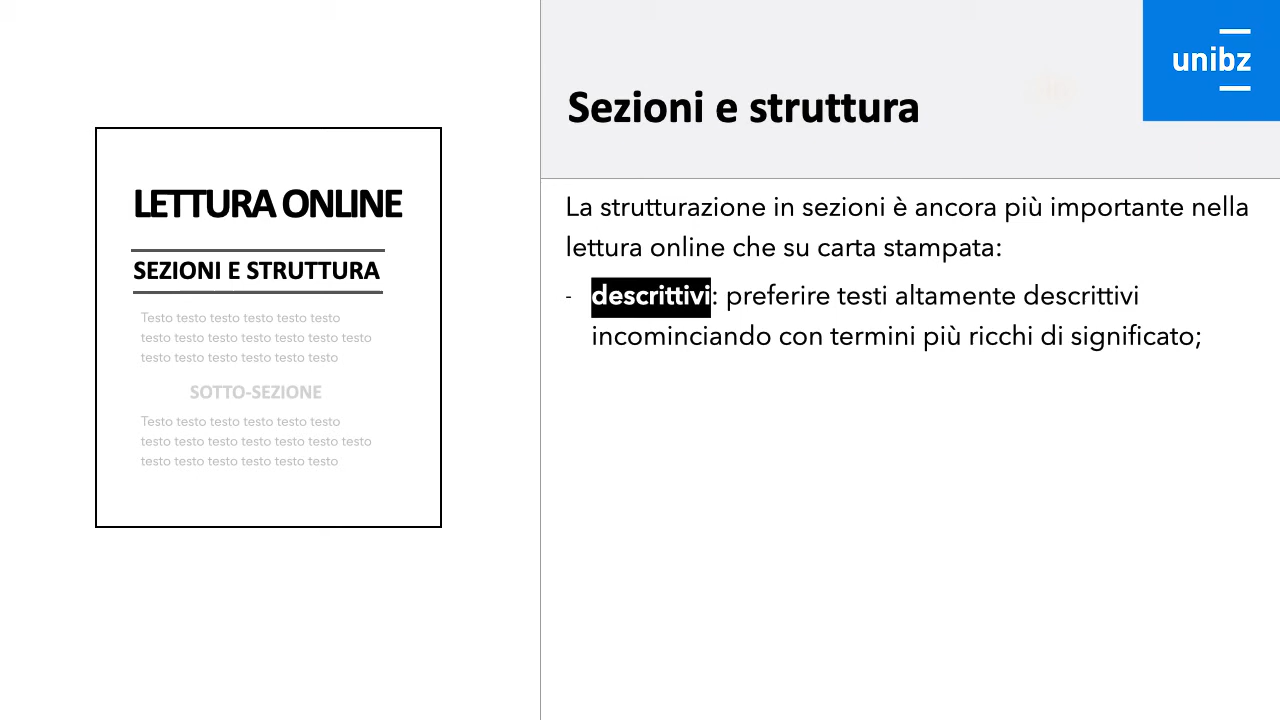 LETTURA ONLINE
SEZIONI E STRUTTURA
Testo testo testo testo testo testo
testo testo testo testo testo testo testo
testo testo testo testo testo testo
SOTTO-SEZIONE
Testo testo testo testo testo testo
testo testo testo testo testo testo testo
testo testo testo testo testo testo
unibz
Sezioni e struttura
La strutturazione in sezioni è ancora più importante nella
lettura online che su carta stampata:
- descrittivi: preferire testi altamente descrittivi
incominciando con termini più ricchi di significato;